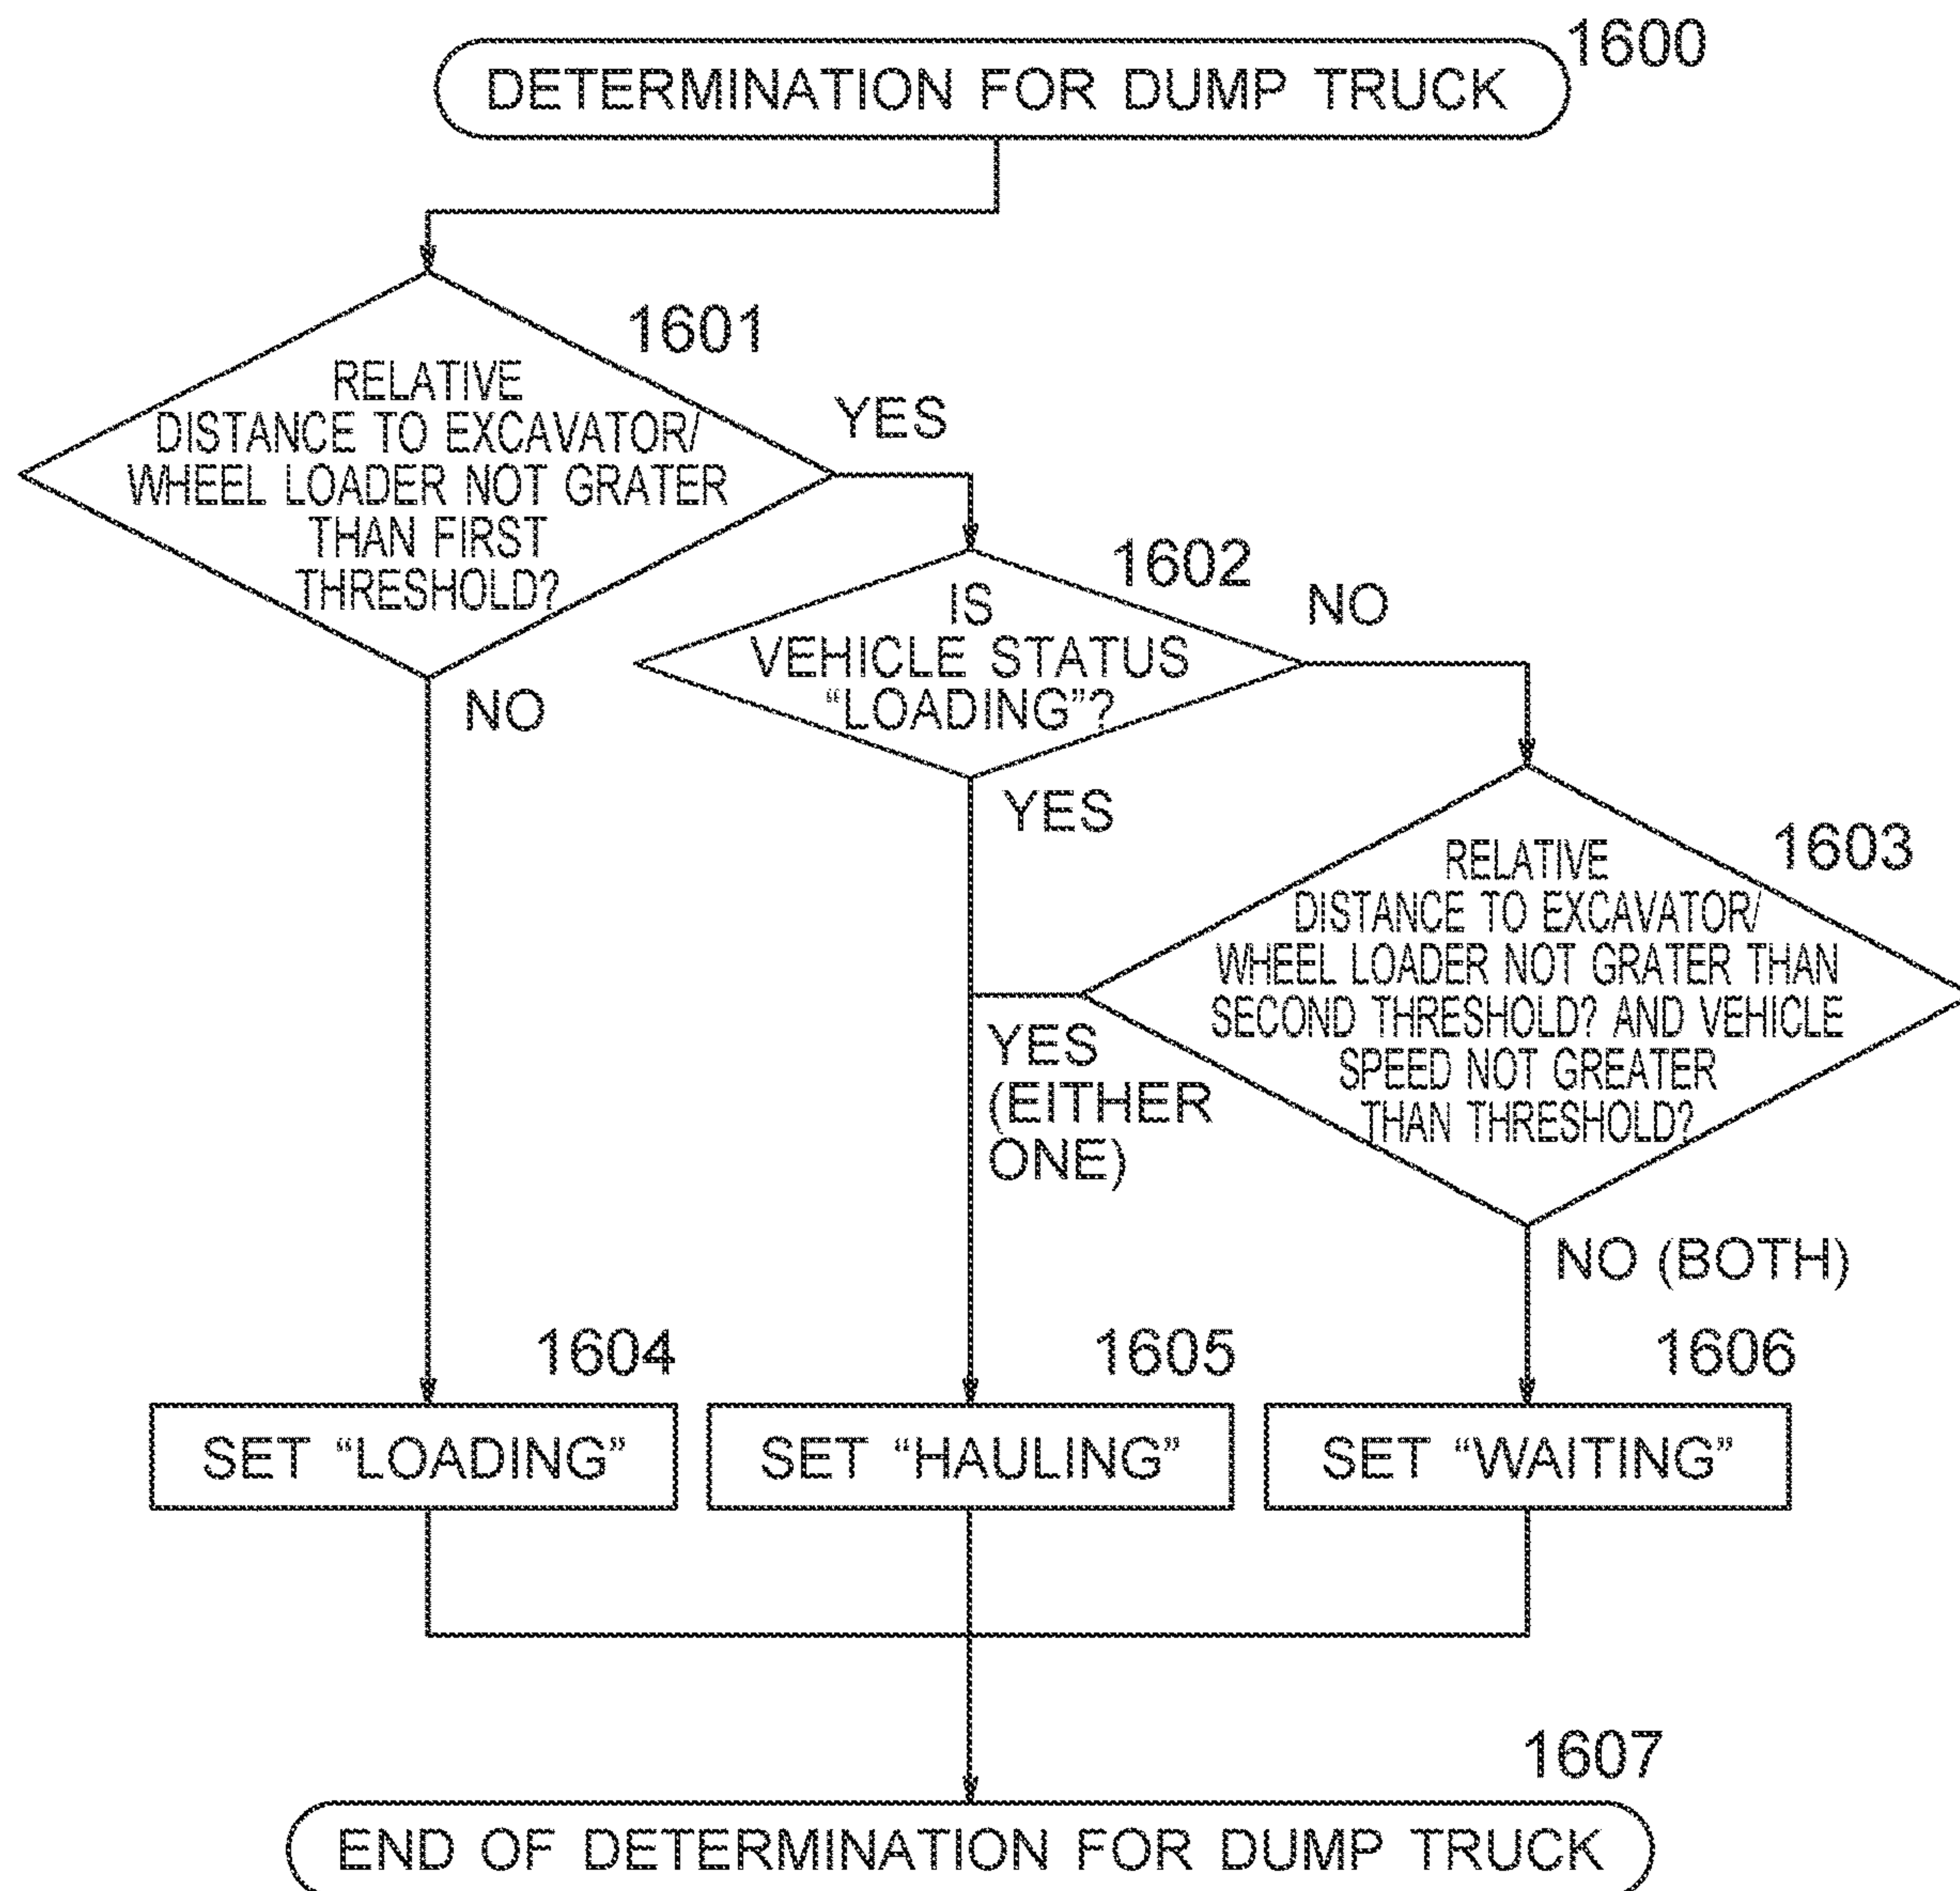 1600
DETERMINATION FOR DUMP TRUCK
1601
RELATIVE
DISTANCE TO EXCAVATOR/
WHEEL LOADER NOT GRATER
THAN FIRST
THRESHOLD?
YES
NO
1602
IS
VEHICLE STATUS
“LOADING”?
NO
YES
1603
RELATIVE
DISTANCE TO EXCAVATOR/
WHEEL LOADER NOT GRATER THAN
SECOND THRESHOLD? AND VEHICLE
SPEED NOT GREATER
THAN THRESHOLD?
YES
(EITHER
ONE)
NO (BOTH)
1604
SET “LOADING”
1605
SET “HAULING”
1606
SET “WAITING”
1607
END OF DETERMINATION FOR DUMP TRUCK